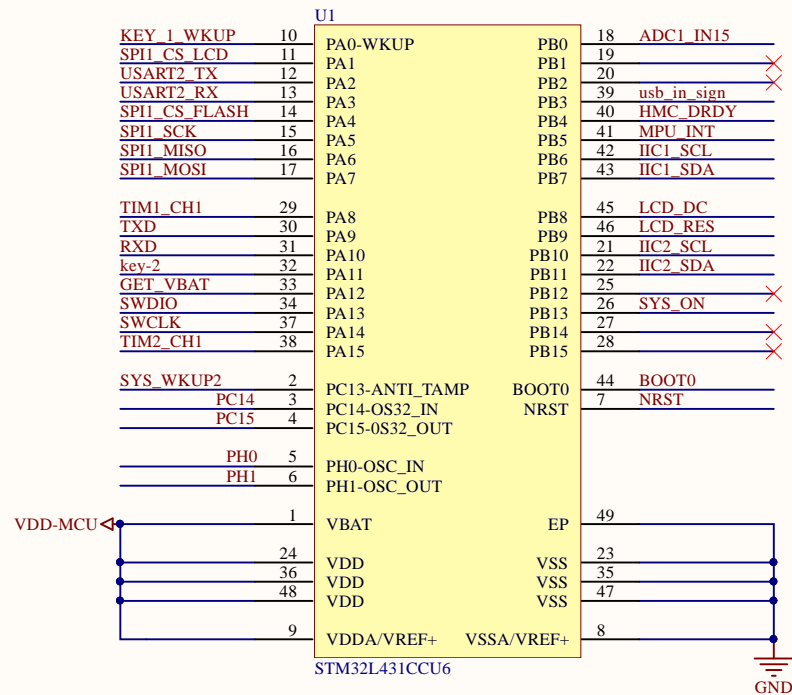 U1
KEY_1_WKUP 10 PA0-WKUP PB0 18 ADC1_IN15
SPI1_CS_LCD 11 PA1 PB1 19
USART2_TX 12 PA2 PB2 20
USART2_RX 13 PA3 PB3 39 usb_in_sign
SPI1_CS_FLASH 14 PA4 PB4 40 HMC_DRDY
SPI1_SCK 15 PA5 PB5 41 MPU_INT
SPI1_MISO 16 PA6 PB6 42 IIC1_SCL
SPI1_MOSI 17 PA7 PB7 43 IIC1_SDA
TIM1_CH1 29 PA8 PB8 45 LCD_DC
TXD 30 PA9 PB9 46 LCD_RES
RXD 31 PA10 PB10 21 IIC2_SCL
key-2 32 PA11 PB11 22 IIC2_SDA
GET_VBAT 33 PA12 PB12 25
SWDIO 34 PA13 PB13 26 SYS_ON
SWCLK 37 PA14 PB14 27
TIM2_CH1 38 PA15 PB15 28
SYS_WKUP2 2 PC13-ANTI_TAMP BOOT0 44 BOOT0
PC14 3 PC14-OS32_IN NRST 7 NRST
PC15 4 PC15-0S32_OUT
PH0 5 PH0-OSC_IN
PH1 6 PH1-OSC_OUT
VDD-MCU 1 VBAT EP 49
24 VDD VSS 23
36 VDD VSS 35
48 VDD VSS 47
9 VDDA/VREF+ VSSA/VREF+ 8
STM32L431CCU6
GND